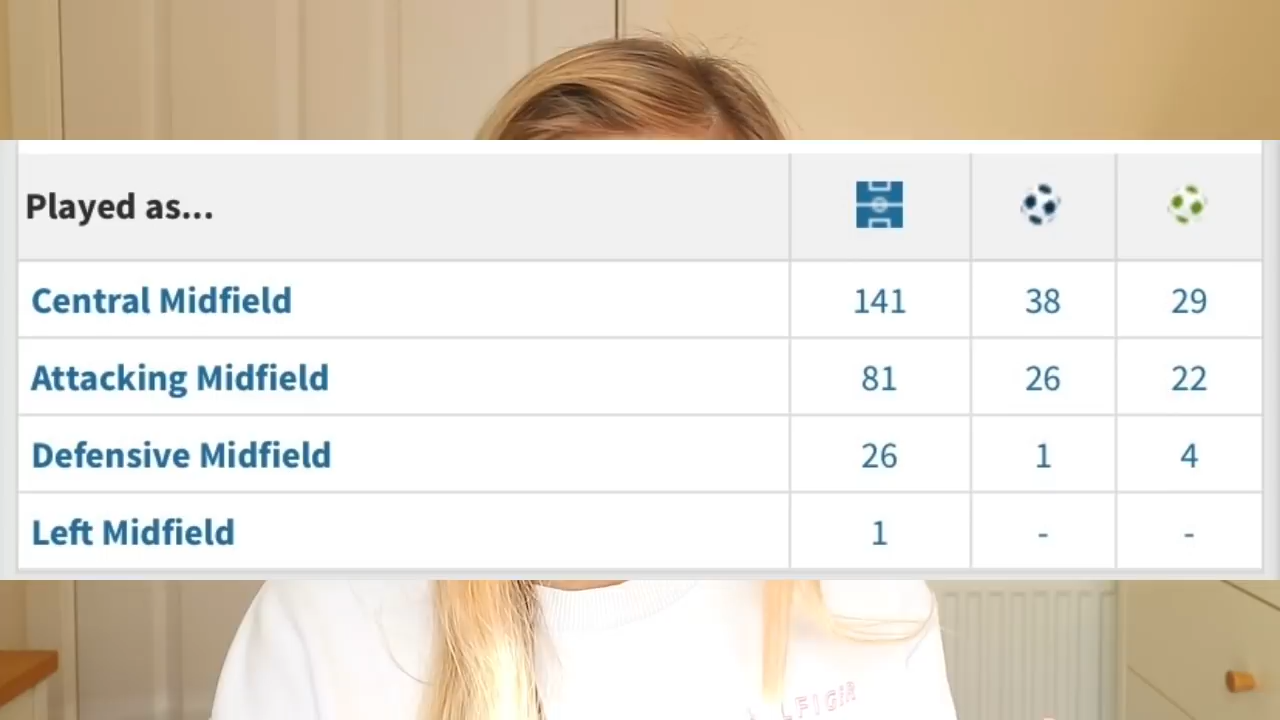 Played as...
Central Midfield 141 38 29
Attacking Midfield 81 26 22
Defensive Midfield 26 1 4
Left Midfield 1 - -
LFIGIR